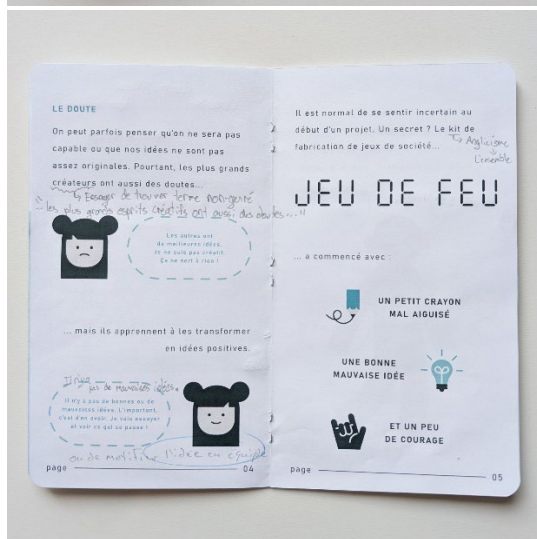 LE DOUTE
On peut parfois penser qu'on ne sera pas
capable ou que nos idées ne sont pas
assez originales. Pourtant, les plus grands
créateurs ont aussi des doutes...
Essayer de trouver terme non-genré
"les plus grands esprits créatifs ont aussi des doutes..."
Les autres ont
de meilleures idées.
Je ne suis pas créatif.
Ça ne sert à rien !
... mais ils apprennent à les transformer
en idées positives.
pas de mauvaises idées.
Il n'y a pas de bonnes ou de
mauvaises idées. L'important,
c'est d'en avoir. Je vais essayer
et voir ce qui se passe !
ou de modifier l'idée en équipe
page 04
Il est normal de se sentir incertain au
début d'un projet. Un secret ? Le kit de
fabrication de jeux de société...
Anglicisme
L'ensemble
JEU DE FEU
... a commencé avec :
UN PETIT CRAYON
MAL AIGUISÉ
UNE BONNE
MAUVAISE IDÉE
ET UN PEU
DE COURAGE
page 05